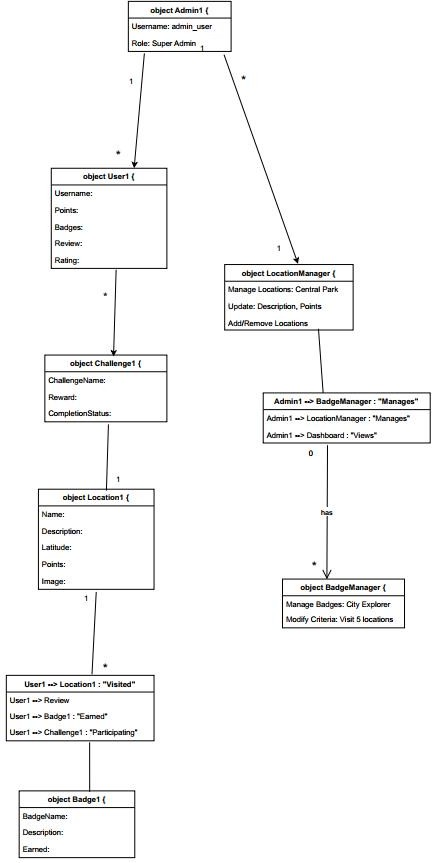 object Admin1 {
Username: admin_user
Role: Super Admin
1
1
*
*
*
object User1 {
Username:
Points:
Badges:
Review:
Rating:
1
object LocationManager {
Manage Locations: Central Park
Update: Description, Points
Add/Remove Locations
*
object Challenge1 {
ChallengeName:
Reward:
CompletionStatus:
Admin1 --> BadgeManager : "Manages"
Admin1 --> LocationManager : "Manages"
Admin1 --> Dashboard : "Views"
0
1
object Location1 {
Name:
Description:
Latitude:
Points:
Image:
has
*
object BadgeManager {
Manage Badges: City Explorer
Modify Criteria: Visit 5 locations
1
*
User1 --> Location1 : "Visited"
User1 --> Review
User1 --> Badge1 : "Earned"
User1 --> Challenge1 : "Participating"
object Badge1 {
BadgeName:
Description:
Earned: